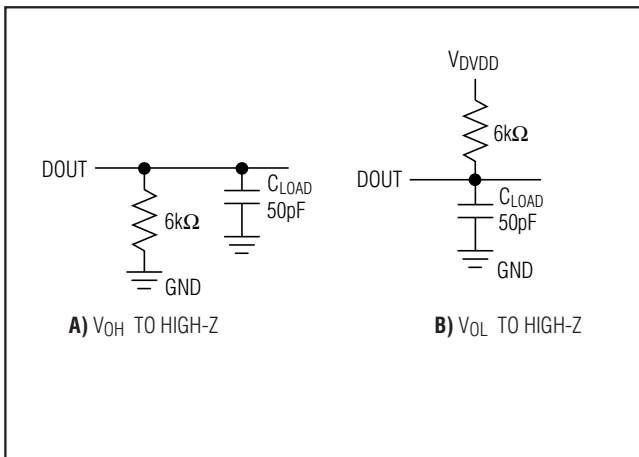 DOUT
6kΩ
GND
CLOAD
50pF
A) VOH TO HIGH-Z
VDVDD
6kΩ
DOUT
CLOAD
50pF
GND
B) VOL TO HIGH-Z